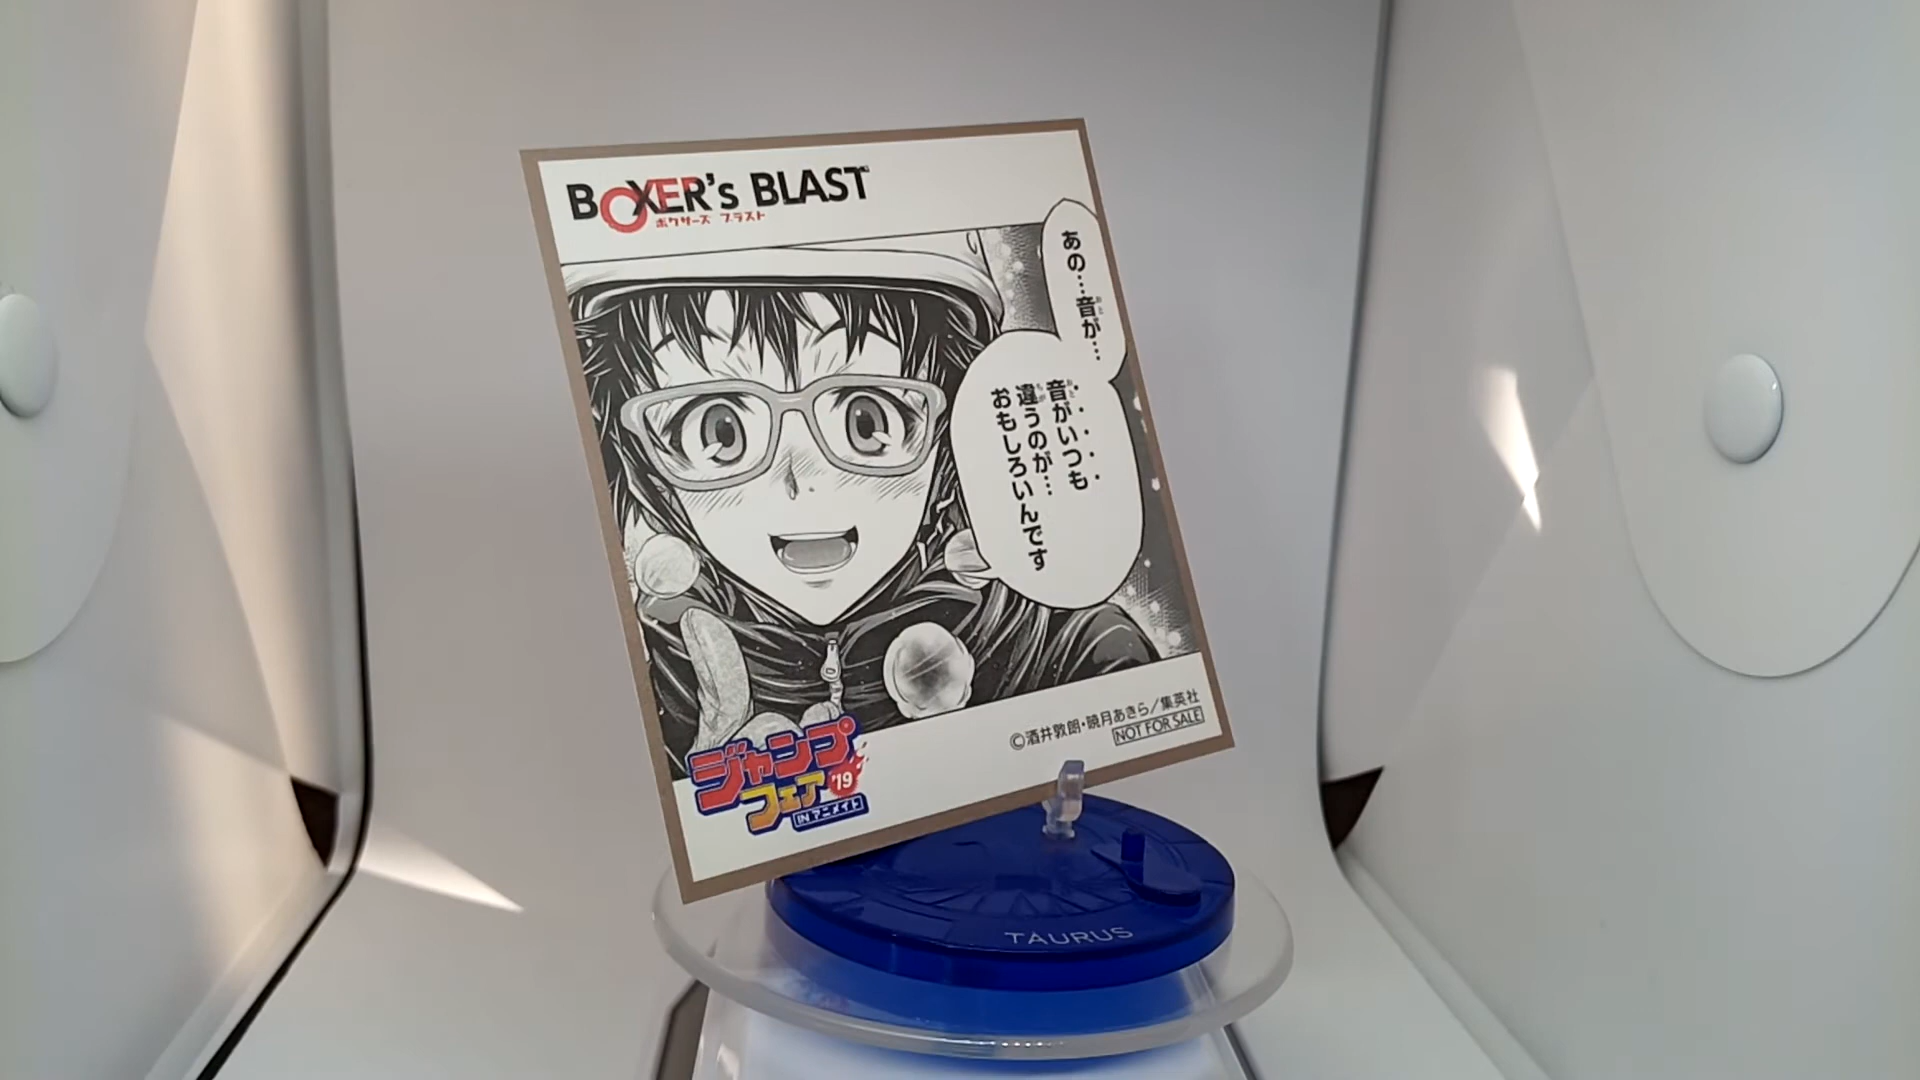 BOXER's BLAST
ボクサーズ ブラスト
あの…音が…
音がいつも
違うのが…
おもしろいんです
©酒井敦朗・暁月あきら／集英社
NOT FOR SALE
ジャンプ
フェア '19
IN アニメイト
TAURUS